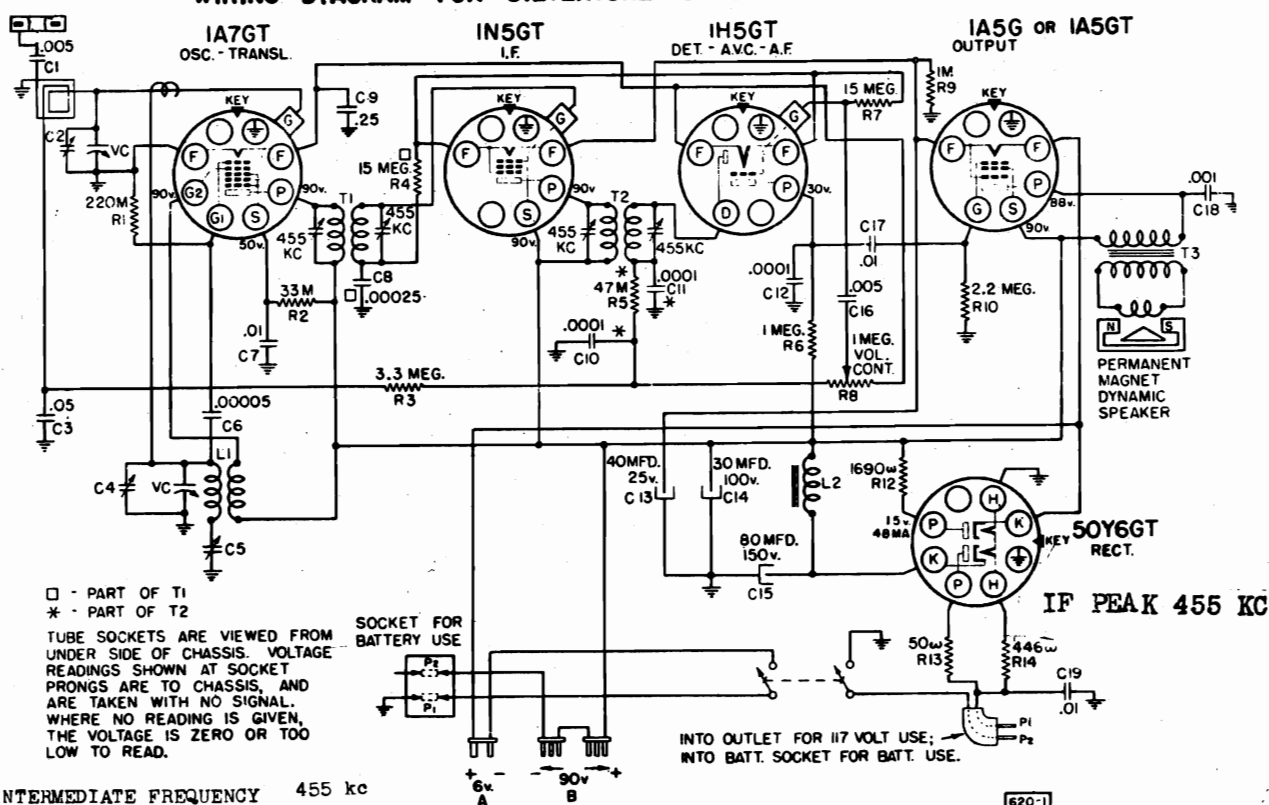 .005
C1
1A7GT
OSC. - TRANSL.
1N5GT
I.F.
1H5GT
DET. - A.V.C. - A.F.
1A5G OR 1A5GT
OUTPUT
KEY
KEY
KEY
KEY
G
G
G
C9
.25
15 MEG.
R7
1M
R9
C2
VC
F
F
F
F
F
F
F
F
G2
P
G1
S
P
S
P
D
P
G
S
90v.
90v.
50v.
220M
R1
15 MEG.
R4
T1
455
KC
455
KC
90v.
90v.
T2
455
KC
455KC
30v.
88v.
90v.
.001
C18
C8
.00025
33M
R2
.01
C7
*
47M
R5
.0001
C11
*
.0001
*
C10
.0001
C12
C17
.01
.005
C16
2.2 MEG.
R10
T3
N
S
PERMANENT
MAGNET
DYNAMIC
SPEAKER
1 MEG.
R6
1 MEG.
VOL.
CONT.
R8
3.3 MEG.
R3
.05
C3
.00005
C6
L1
C4
VC
C5
40MFD.
25v.
C13
30MFD.
100v.
C14
L2
1690ω
R12
15v.
48MA
80MFD.
150v.
C15
H
P
K
K
P
H
KEY
50Y6GT
RECT.
IF PEAK 455 KC
□ - PART OF T1
* - PART OF T2
TUBE SOCKETS ARE VIEWED FROM
UNDER SIDE OF CHASSIS. VOLTAGE
READINGS SHOWN AT SOCKET
PRONGS ARE TO CHASSIS, AND
ARE TAKEN WITH NO SIGNAL.
WHERE NO READING IS GIVEN,
THE VOLTAGE IS ZERO OR TOO
LOW TO READ.
SOCKET FOR
BATTERY USE
P2
P1
50ω
R13
446ω
R14
C19
.01
P1
P2
INTO OUTLET FOR 117 VOLT USE;
INTO BATT. SOCKET FOR BATT. USE.
+ 6v. -
A
- 90v +
B
NTERMEDIATE FREQUENCY 455 kc
620-1